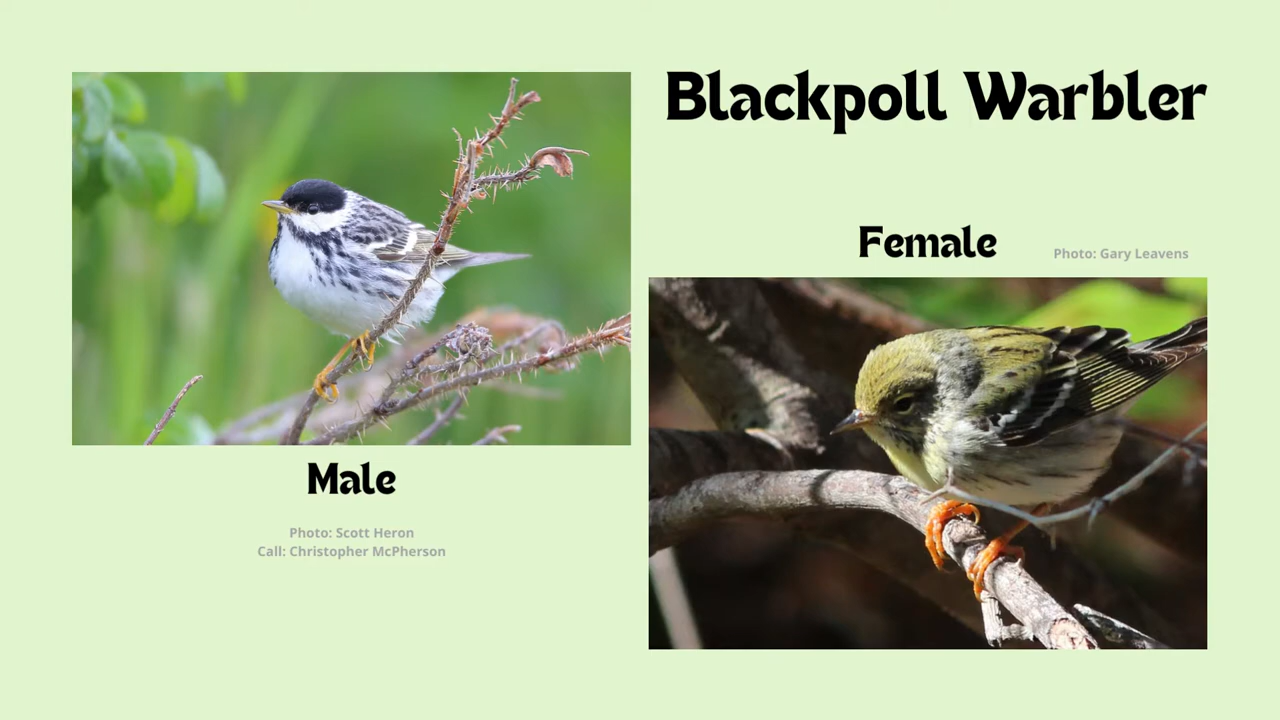 Blackpoll Warbler
Female
Photo: Gary Leavens
Male
Photo: Scott Heron
Call: Christopher McPherson